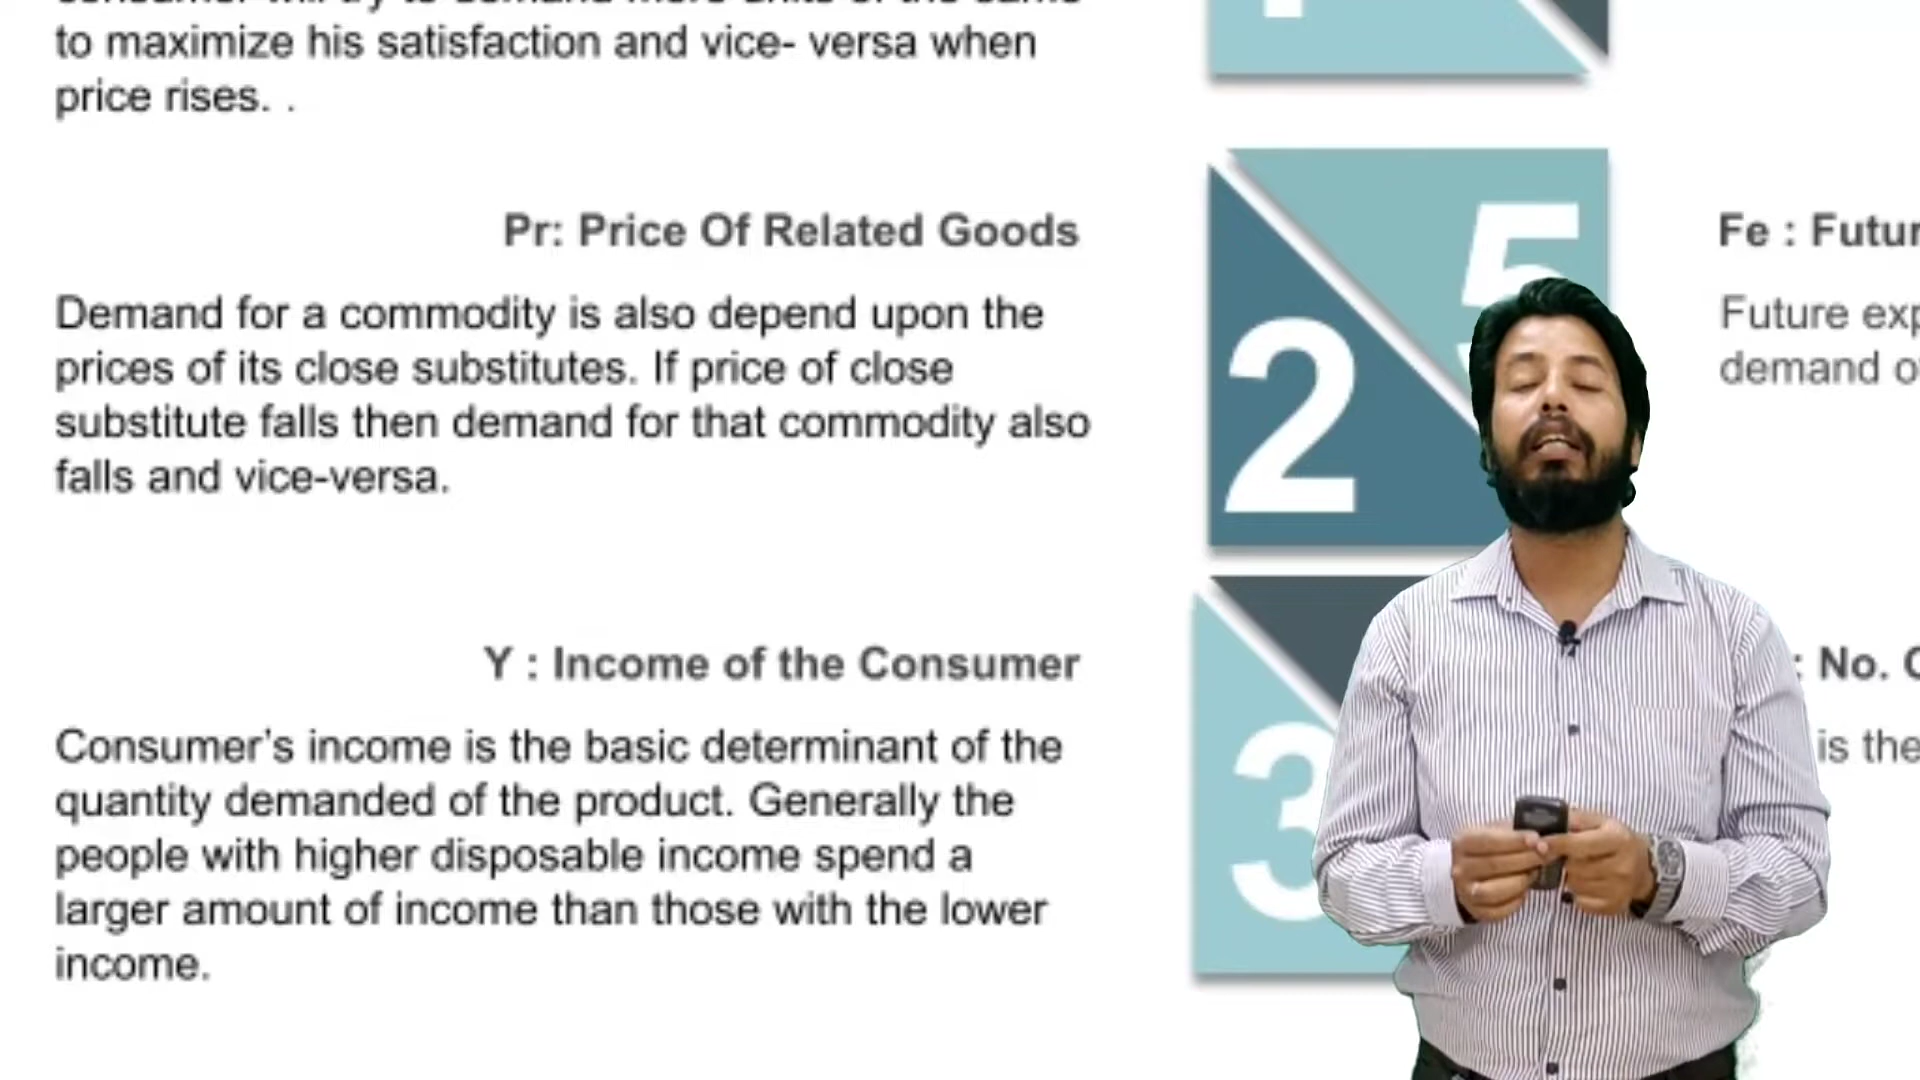 to maximize his satisfaction and vice- versa when
price rises. .
Pr: Price Of Related Goods
Demand for a commodity is also depend upon the
prices of its close substitutes. If price of close
substitute falls then demand for that commodity also
falls and vice-versa.
Y : Income of the Consumer
Consumer's income is the basic determinant of the
quantity demanded of the product. Generally the
people with higher disposable income spend a
larger amount of income than those with the lower
income.
5
2
3
Fe :
Future
demand
: No.
is the